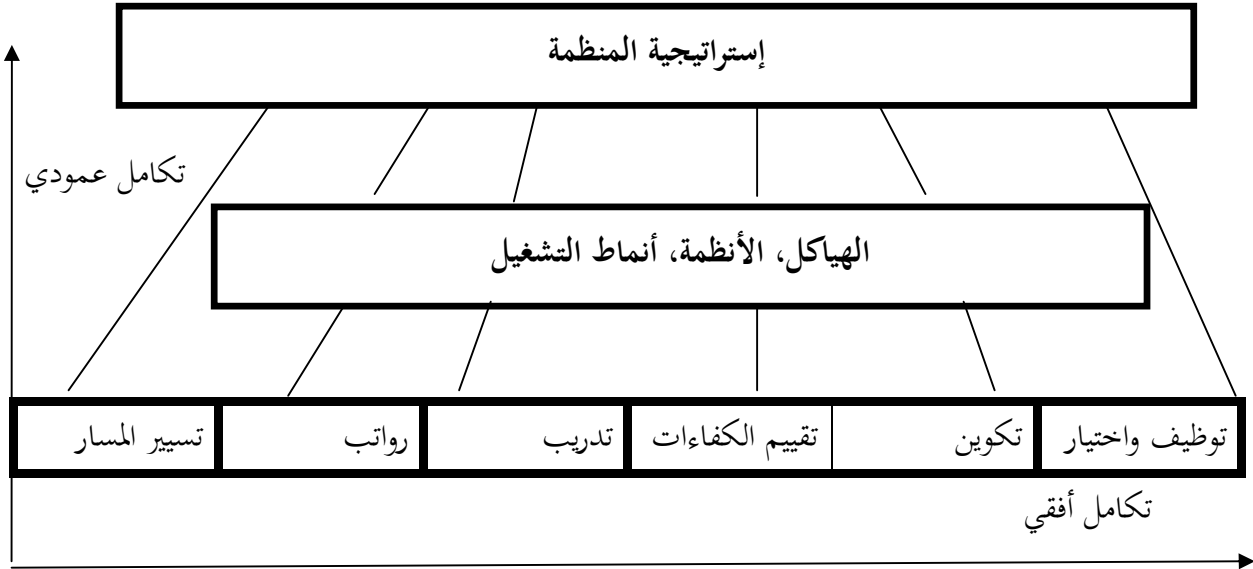 إستراتيجية المنظمة
تكامل عمودي
الهياكل، الأنظمة، أنماط التشغيل
توظيف واختيار
تكوين
تقييم الكفاءات
تدريب
رواتب
تسيير المسار
تكامل أفقي